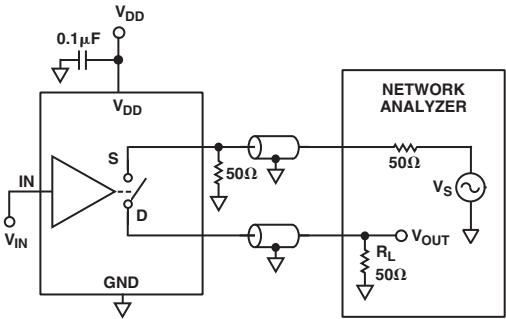 V_DD
0.1µF
V_DD
NETWORK
ANALYZER
S
IN
50Ω
50Ω
V_S
D
V_IN
V_OUT
GND
R_L
50Ω